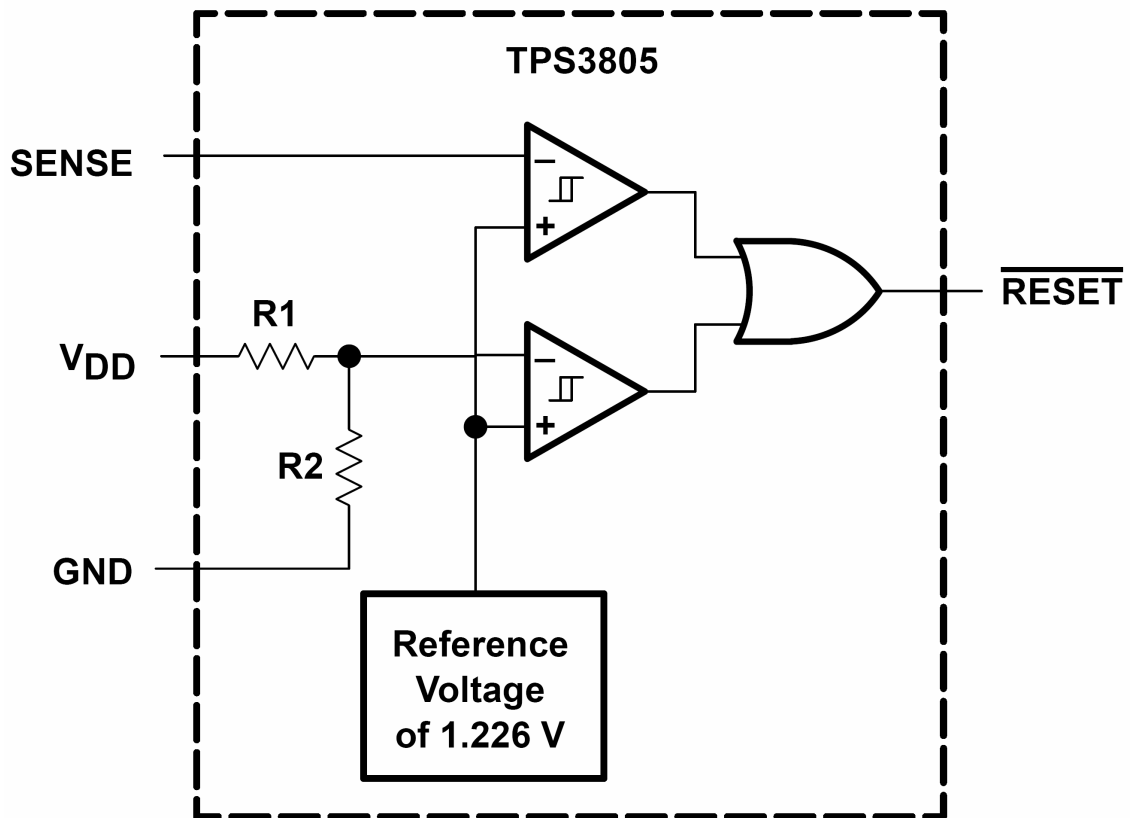 TPS3805
SENSE
−
+
R1
VDD
−
+
R2
GND
RESET
Reference
Voltage
of 1.226 V